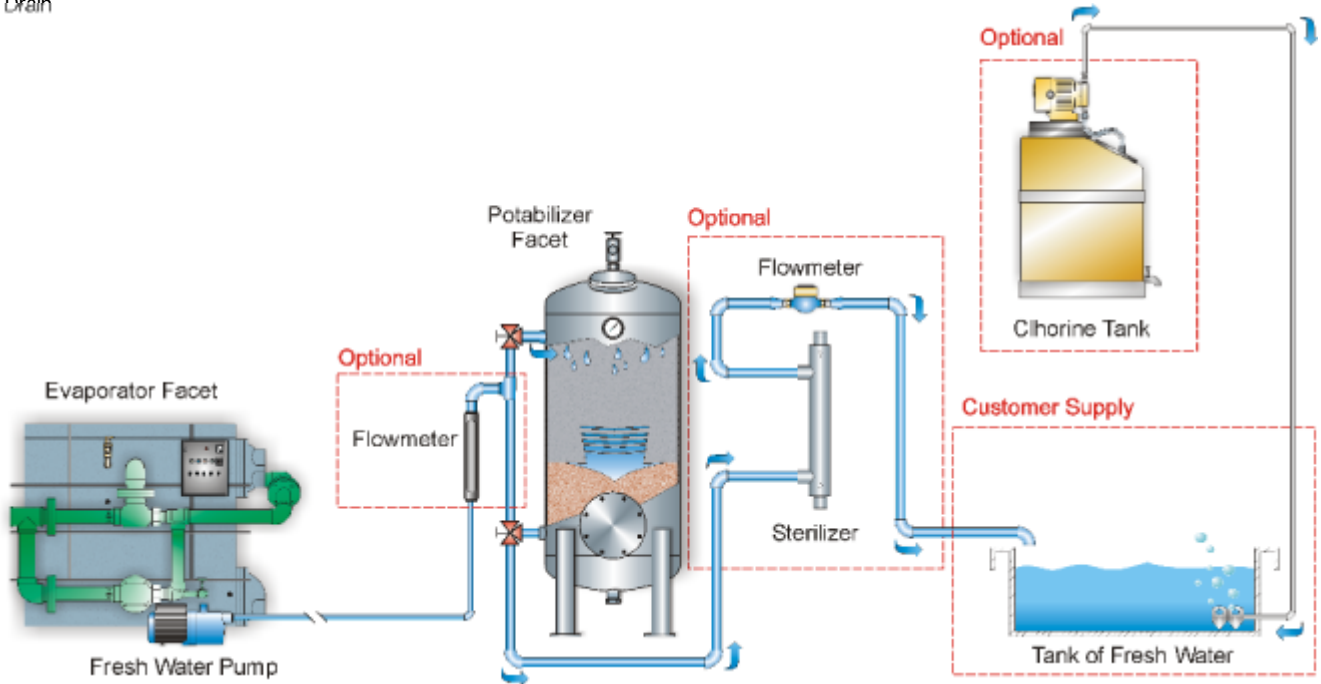 Drain
Optional
Potabilizer
Facet
Optional
Flowmeter
Clhorine Tank
Optional
Evaporator Facet
Flowmeter
Customer Supply
Sterilizer
Fresh Water Pump
Tank of Fresh Water